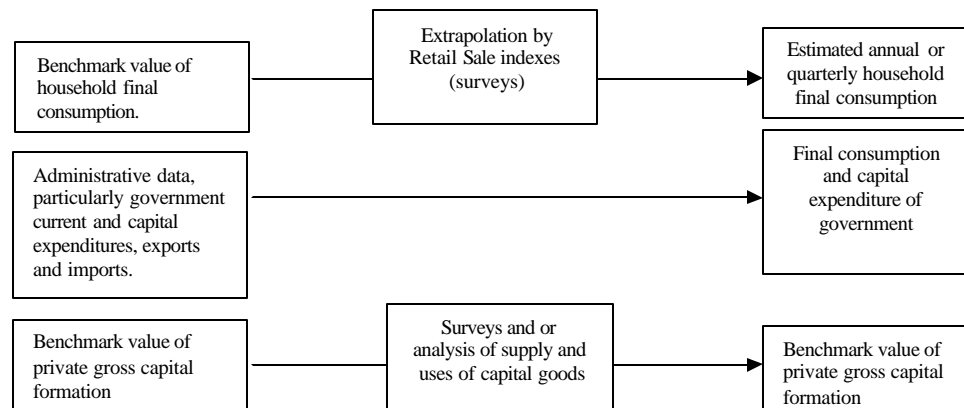 Benchmark value of
household final
consumption.
Extrapolation by
Retail Sale indexes
(surveys)
Estimated annual or
quarterly household
final consumption
Administrative data,
particularly government
current and capital
expenditures, exports
and imports.
Final consumption
and capital
expenditure of
government
Benchmark value of
private gross capital
formation
Surveys and or
analysis of supply and
uses of capital goods
Benchmark value of
private gross capital
formation